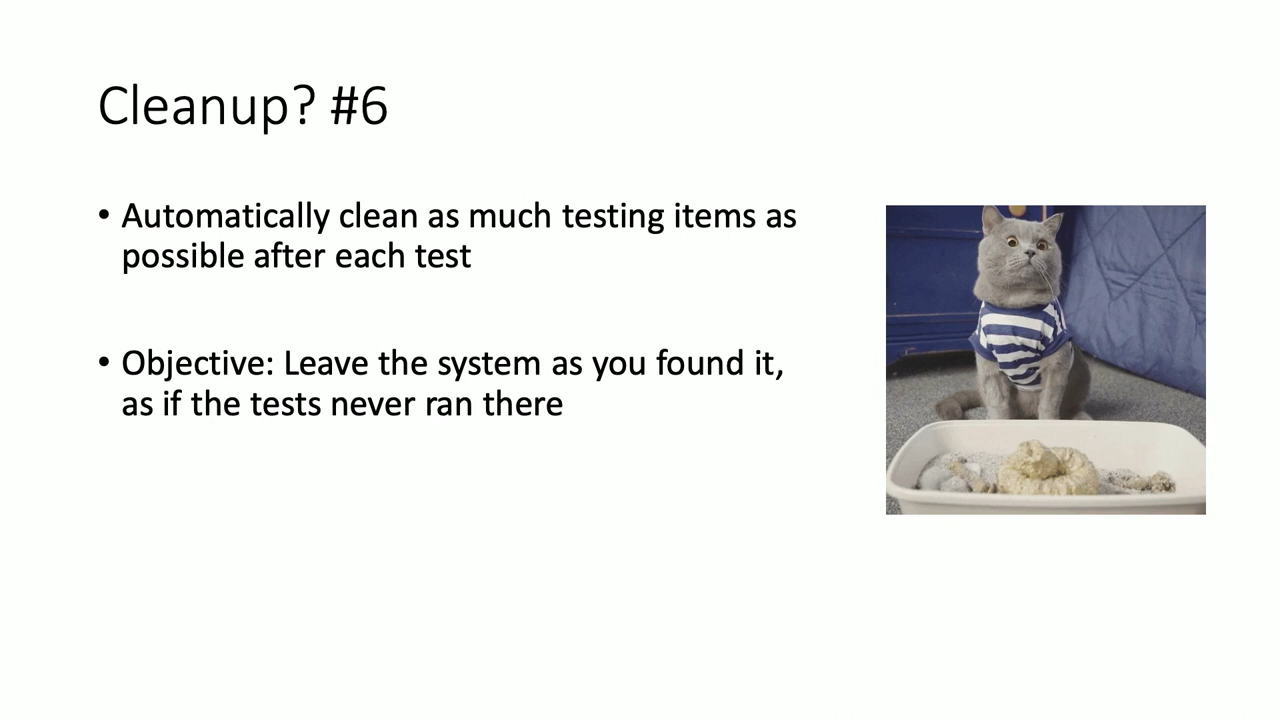 Cleanup? #6
• Automatically clean as much testing items as
possible after each test
• Objective: Leave the system as you found it,
as if the tests never ran there